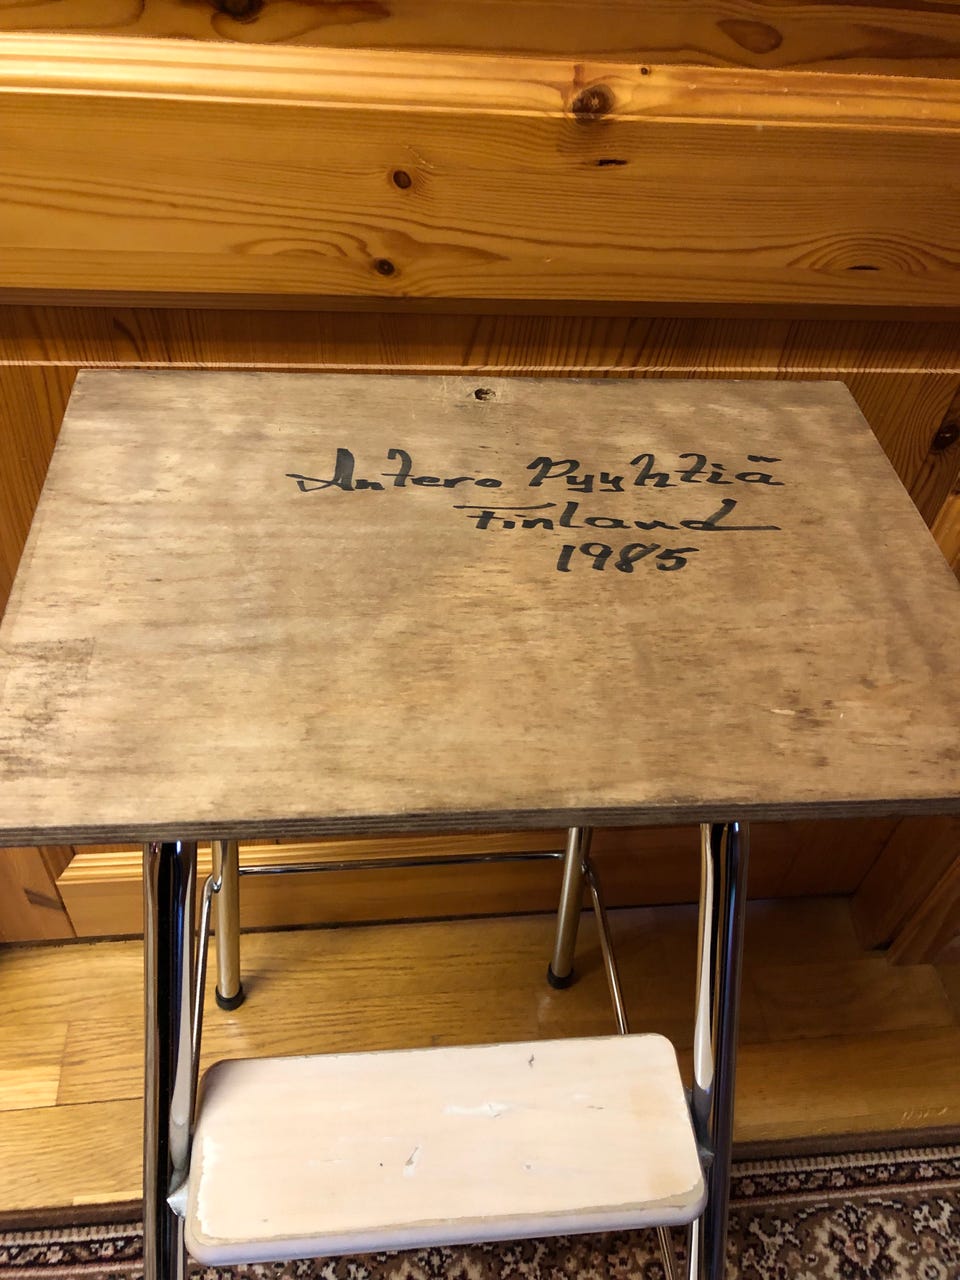 Antero Pyyhtiä
Finland
1985